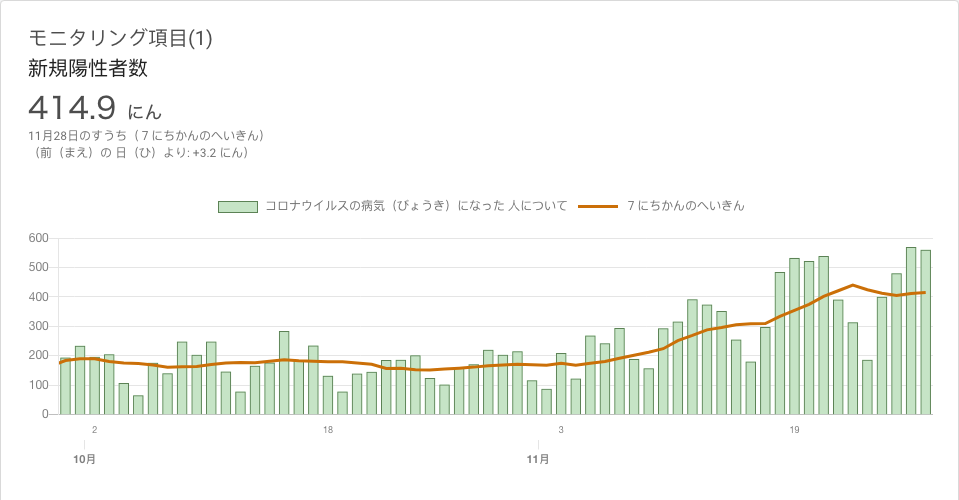 モニタリング項目(1)
新規陽性者数
414.9 にん
11月28日のすうち（７にちかんのへいきん）
（前（まえ）の 日（ひ）より: +3.2 にん）
コロナウイルスの病気（びょうき）になった 人について ７にちかんのへいきん
600
500
400
300
200
100
0
2 18 3 19
10月 11月